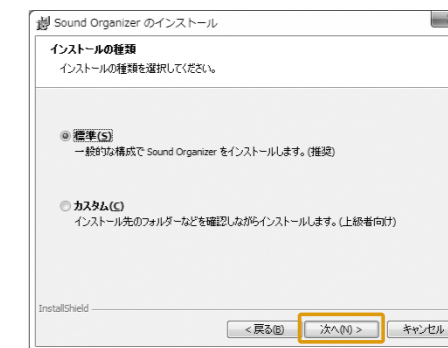 Sound Organizer のインストール
インストールの種類
インストールの種類を選択してください。
標準(S)
一般的な構成で Sound Organizer をインストールします。(推奨)
カスタム(C)
インストール先のフォルダーなどを確認しながらインストールします。(上級者向け)
InstallShield
< 戻る(B) 次へ(N) > キャンセル